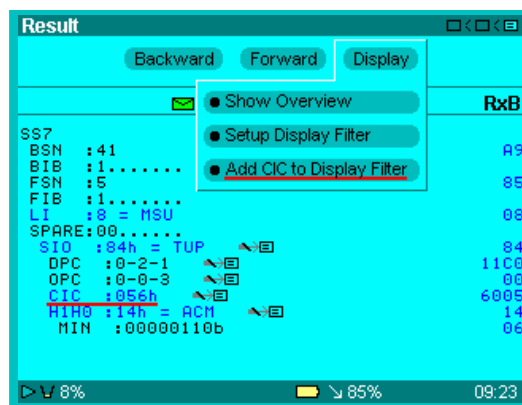 Result
Backward Forward Display
Show Overview
RxB
Setup Display Filter
Add CIC to Display Filter
SS7
BSN :41 A9
BIB :1.......
FSN :5 85
FIB :1.......
LI :8 = MSU 08
SPARE:00......
SIO :84h = TUP 84
DPC :0-2-1 11C0
OPC :0-0-3 00
CIC :056h 6005
H1H0 :14h = ACM 14
MIN :00000110b 06
8% 85% 09:23